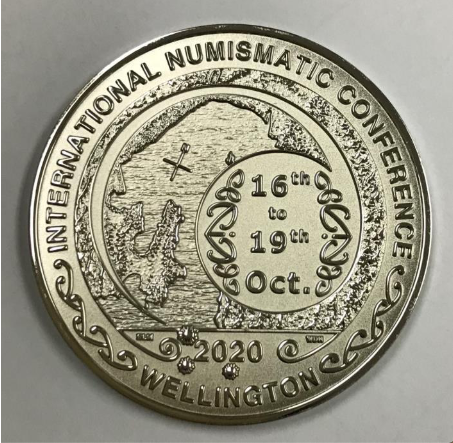 INTERNATIONAL NUMISMATIC CONFERENCE
16th
to
19th
Oct.
2020
WELLINGTON